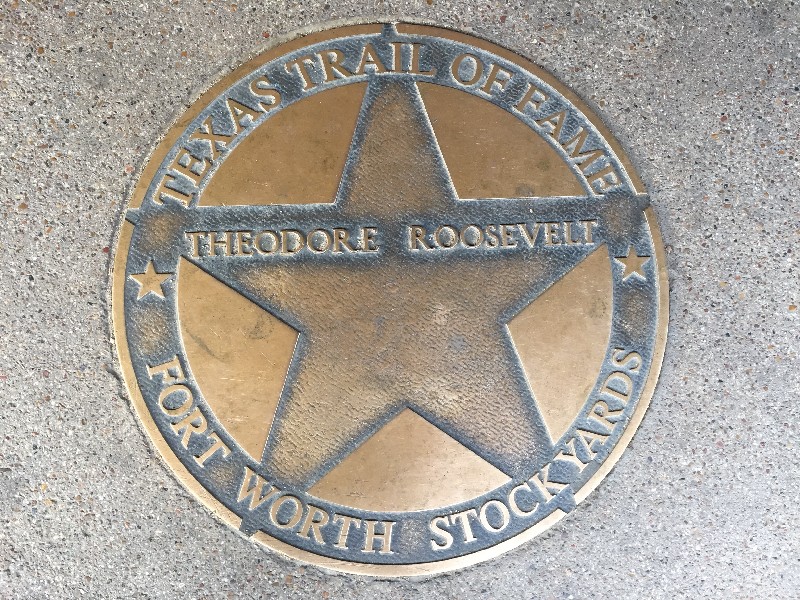 TEXAS TRAIL OF FAME
THEODORE ROOSEVELT
FORT WORTH STOCKYARDS